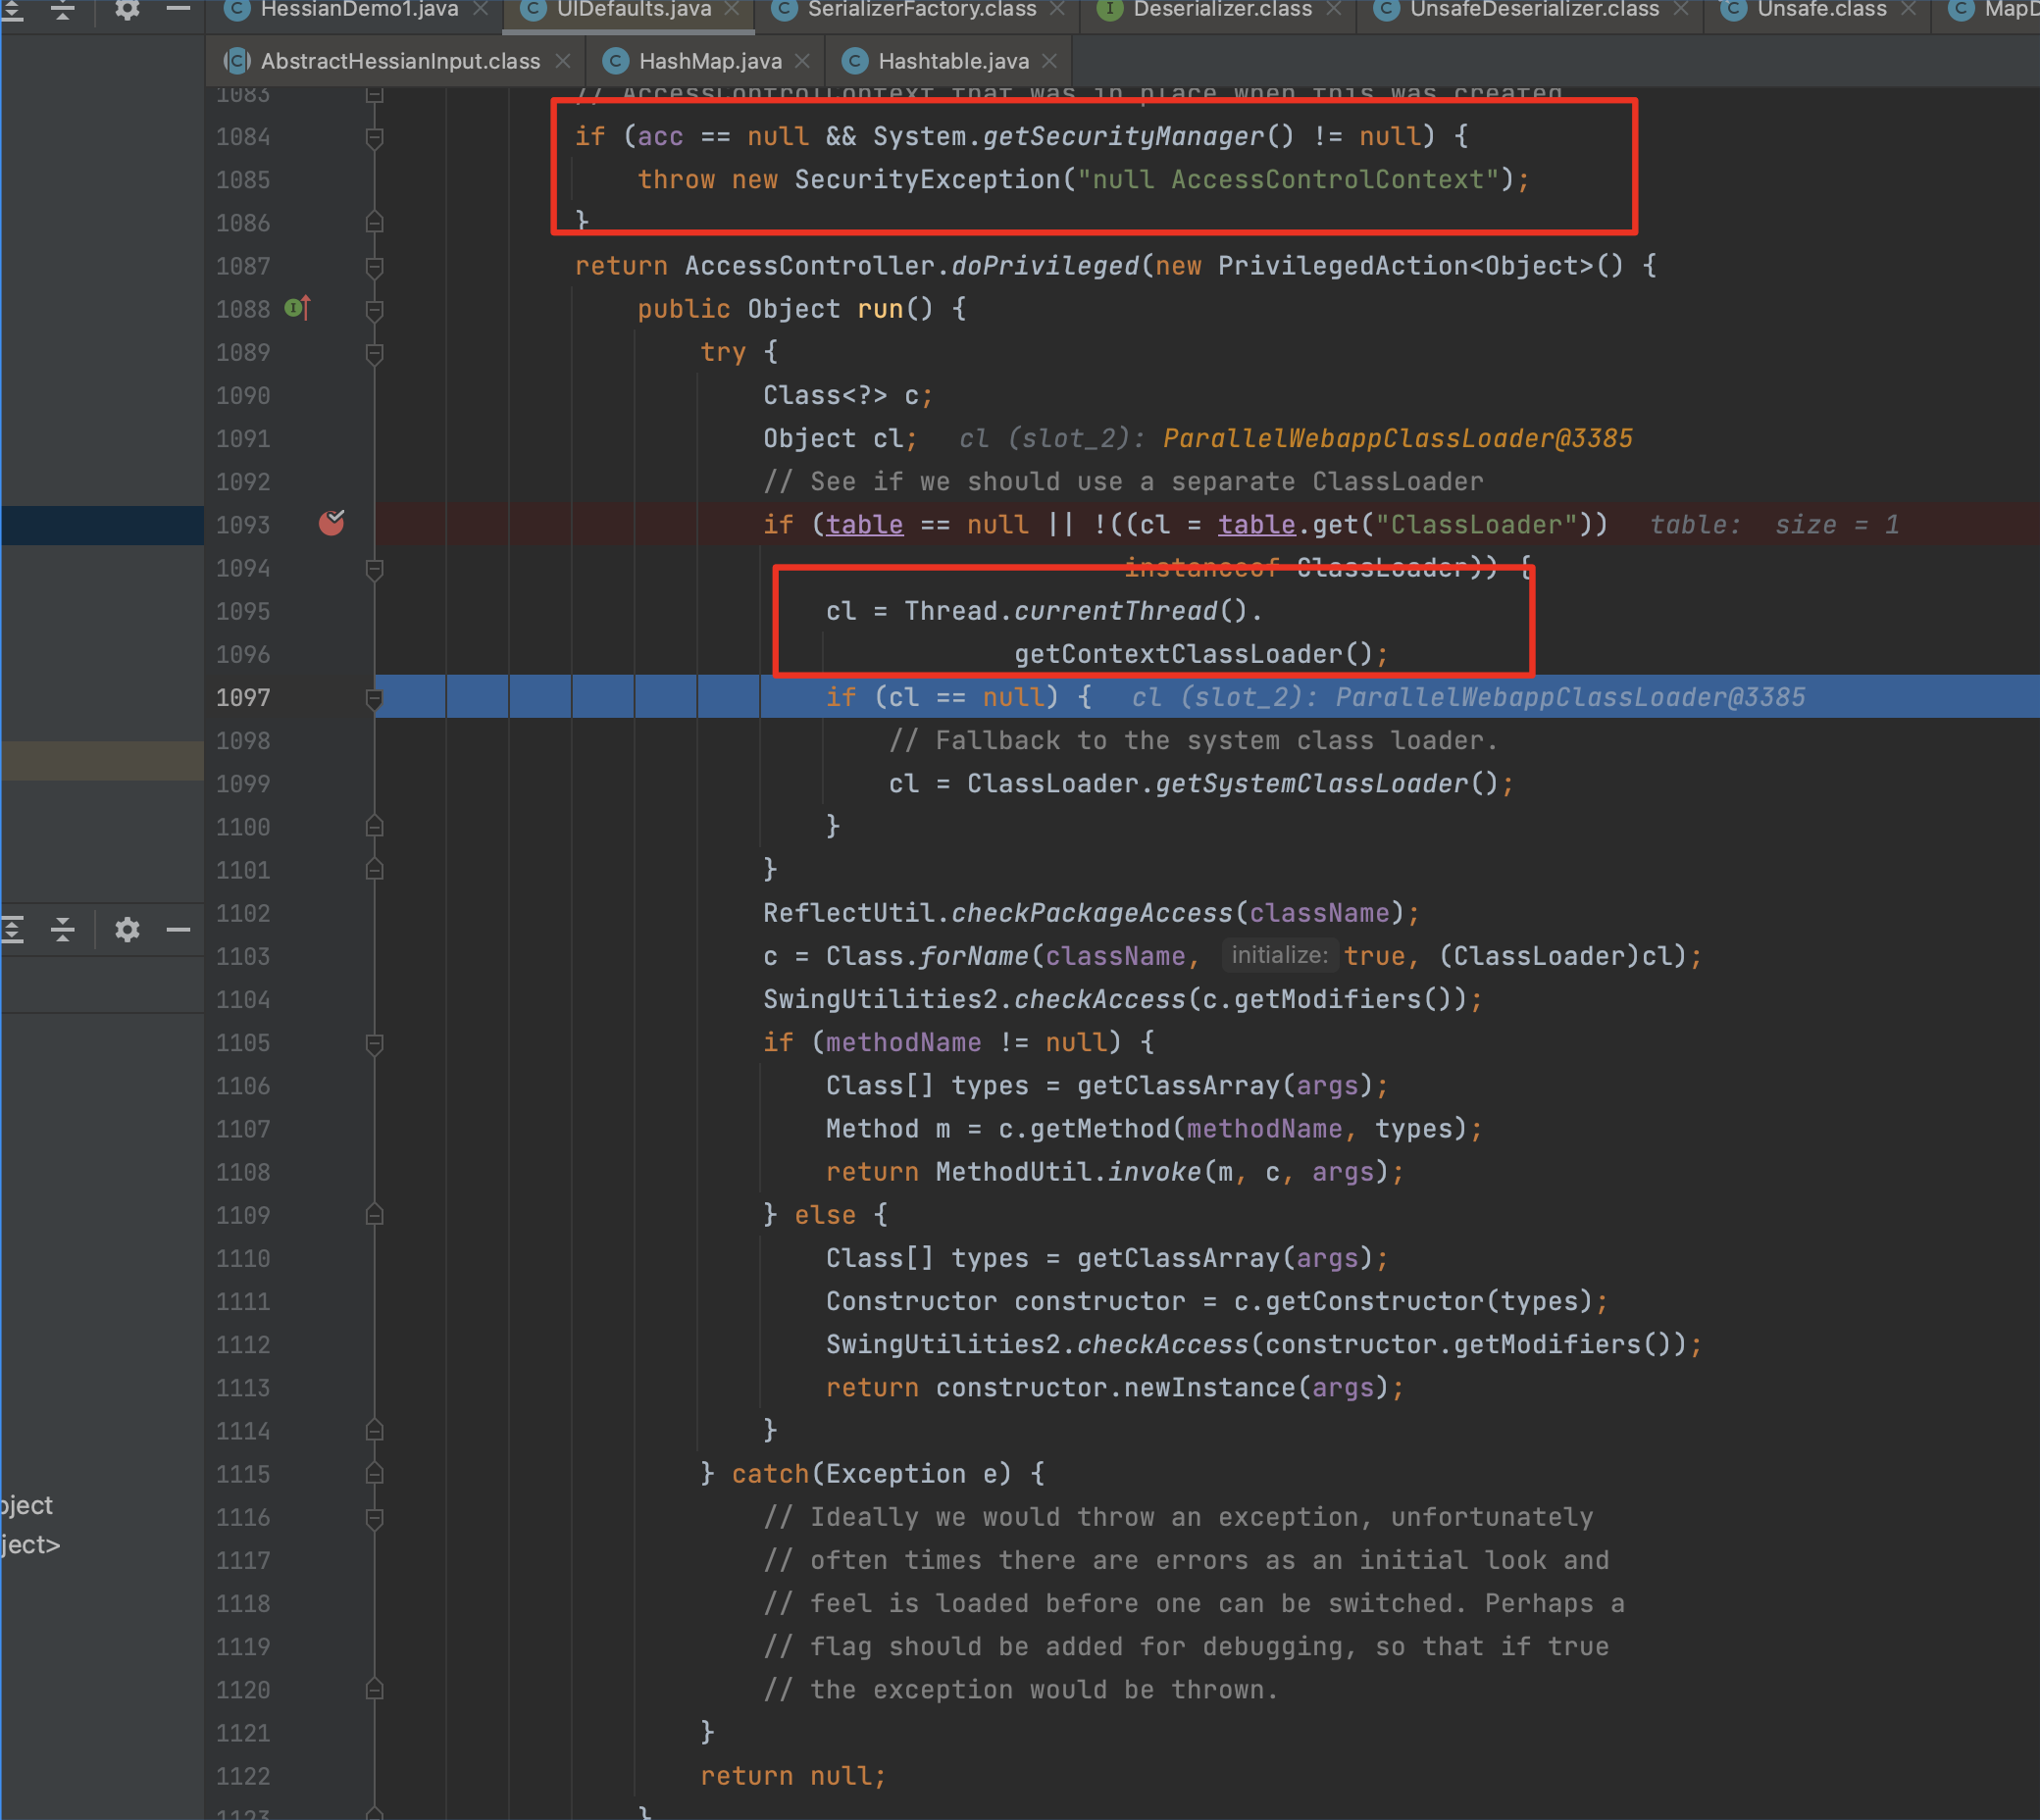 HessianDemo1.java UIDefaults.java SerializerFactory.class Deserializer.class UnsafeDeserializer.class Unsafe.class MapD
AbstractHessianInput.class HashMap.java Hashtable.java
1083 // AccessControlContext that was in place when this was created
1084 if (acc == null && System.getSecurityManager() != null) {
1085 throw new SecurityException("null AccessControlContext");
1086 }
1087 return AccessController.doPrivileged(new PrivilegedAction<Object>() {
1088 public Object run() {
1089 try {
1090 Class<?> c;
1091 Object cl; cl (slot_2): ParallelWebappClassLoader@3385
1092 // See if we should use a separate ClassLoader
1093 if (table == null || !((cl = table.get("ClassLoader")) table: size = 1
1094 instanceof ClassLoader)) {
1095 cl = Thread.currentThread().
1096 getContextClassLoader();
1097 if (cl == null) { cl (slot_2): ParallelWebappClassLoader@3385
1098 // Fallback to the system class loader.
1099 cl = ClassLoader.getSystemClassLoader();
1100 }
1101 }
1102 ReflectUtil.checkPackageAccess(className);
1103 c = Class.forName(className, initialize: true, (ClassLoader)cl);
1104 SwingUtilities2.checkAccess(c.getModifiers());
1105 if (methodName != null) {
1106 Class[] types = getClassArray(args);
1107 Method m = c.getMethod(methodName, types);
1108 return MethodUtil.invoke(m, c, args);
1109 } else {
1110 Class[] types = getClassArray(args);
1111 Constructor constructor = c.getConstructor(types);
1112 SwingUtilities2.checkAccess(constructor.getModifiers());
1113 return constructor.newInstance(args);
1114 }
1115 } catch(Exception e) {
bject
1116 // Ideally we would throw an exception, unfortunately
ject>
1117 // often times there are errors as an initial look and
1118 // feel is loaded before one can be switched. Perhaps a
1119 // flag should be added for debugging, so that if true
1120 // the exception would be thrown.
1121 }
1122 return null;
1123 }